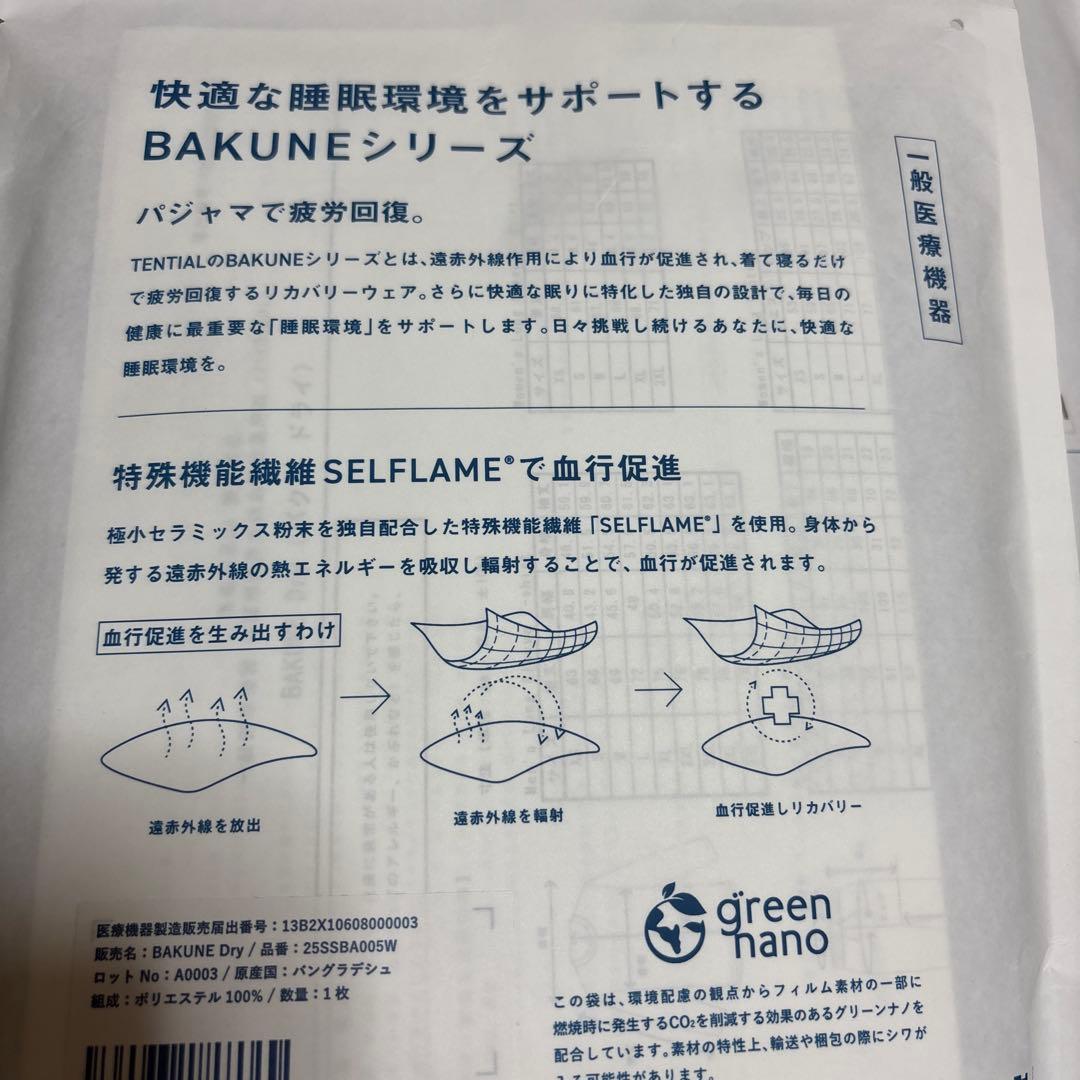 快適な睡眠環境をサポートする
BAKUNEシリーズ
一般医療機器
パジャマで疲労回復。
TENTIALのBAKUNEシリーズとは、遠赤外線作用により血行が促進され、着て寝るだけ
で疲労回復するリカバリーウェア。さらに快適な眠りに特化した独自の設計で、毎日の
健康に最重要な「睡眠環境」をサポートします。日々挑戦し続けるあなたに、快適な
睡眠環境を。
特殊機能繊維SELFLAME®で血行促進
極小セラミックス粉末を独自配合した特殊機能繊維「SELFLAME®」を使用。身体から
発する遠赤外線の熱エネルギーを吸収し輻射することで、血行が促進されます。
血行促進を生み出すわけ
遠赤外線を放出
遠赤外線を輻射
血行促進しリカバリー
医療機器製造販売届出番号：13B2X10608000003
販売名：BAKUNE Dry / 品番：25SSBA005W
ロット No：A0003 / 原産国：バングラデシュ
組成：ポリエステル 100% / 数量：1 枚
green
nano
この袋は、環境配慮の観点からフィルム素材の一部に
燃焼時に発生するCO₂を削減する効果のあるグリーンナノを
配合しています。素材の特性上、輸送や梱包の際にシワが
入る可能性があります。